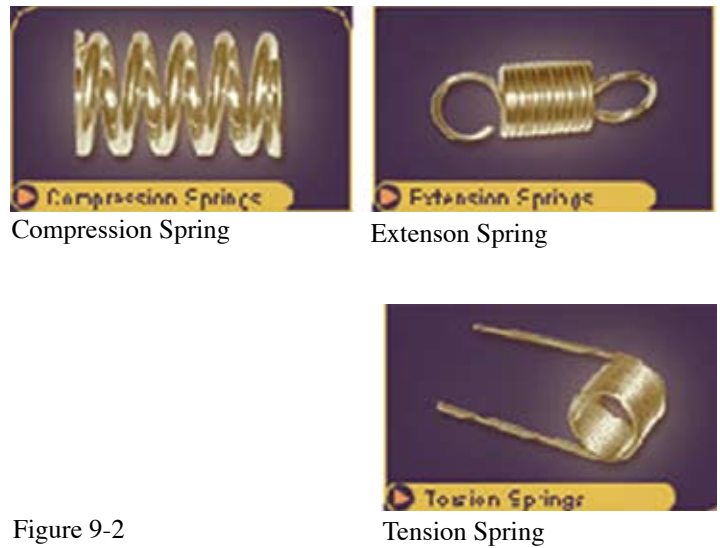 Compression Springs
Extension Springs
Compression Spring
Extenson Spring
Torsion Springs
Figure 9-2
Tension Spring